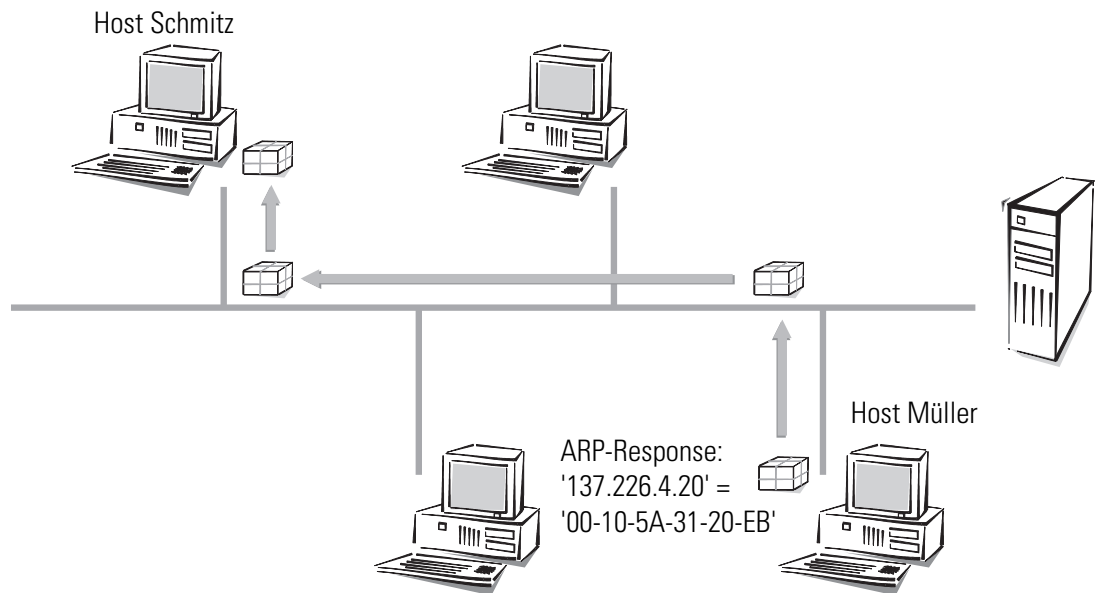 Host Schmitz
Host Müller
ARP-Response:
'137.226.4.20' =
'00-10-5A-31-20-EB'